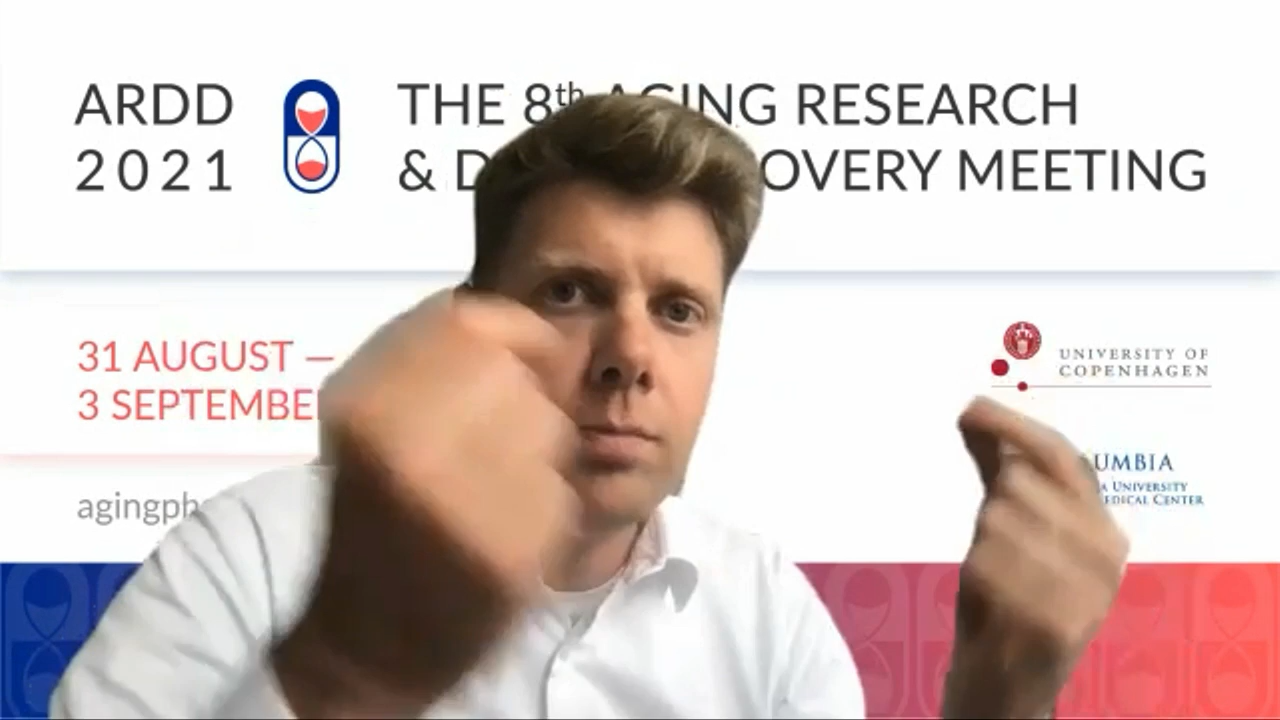 ARDD
2021
THE 8th AGING RESEARCH
& D OVERY MEETING
31 AUGUST —
3 SEPTEMBE
agingph
UNIVERSITY OF
COPENHAGEN
UMBIA
A UNIVERSITY
EDICAL CENTER